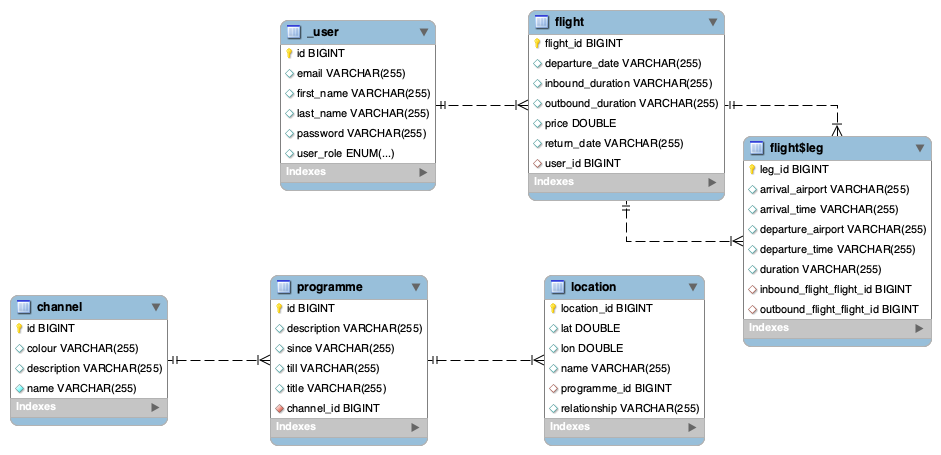 _user
id BIGINT
email VARCHAR(255)
first_name VARCHAR(255)
last_name VARCHAR(255)
password VARCHAR(255)
user_role ENUM(...)
Indexes
flight
flight_id BIGINT
departure_date VARCHAR(255)
inbound_duration VARCHAR(255)
outbound_duration VARCHAR(255)
price DOUBLE
return_date VARCHAR(255)
user_id BIGINT
Indexes
flight$leg
leg_id BIGINT
arrival_airport VARCHAR(255)
arrival_time VARCHAR(255)
departure_airport VARCHAR(255)
departure_time VARCHAR(255)
duration VARCHAR(255)
inbound_flight_flight_id BIGINT
outbound_flight_flight_id BIGINT
Indexes
channel
id BIGINT
colour VARCHAR(255)
description VARCHAR(255)
name VARCHAR(255)
Indexes
programme
id BIGINT
description VARCHAR(255)
since VARCHAR(255)
till VARCHAR(255)
title VARCHAR(255)
channel_id BIGINT
Indexes
location
location_id BIGINT
lat DOUBLE
lon DOUBLE
name VARCHAR(255)
programme_id BIGINT
relationship VARCHAR(255)
Indexes